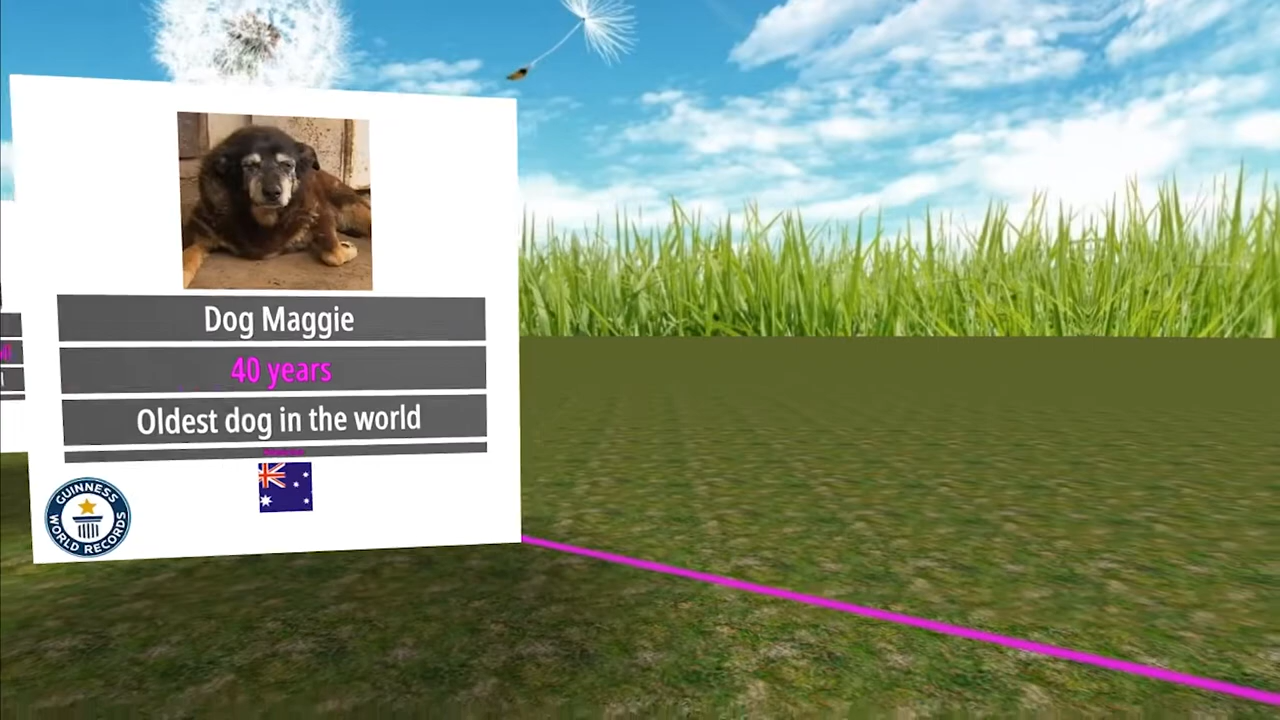 Dog Maggie
40 years
Oldest dog in the world
GUINNESS
WORLD RECORDS